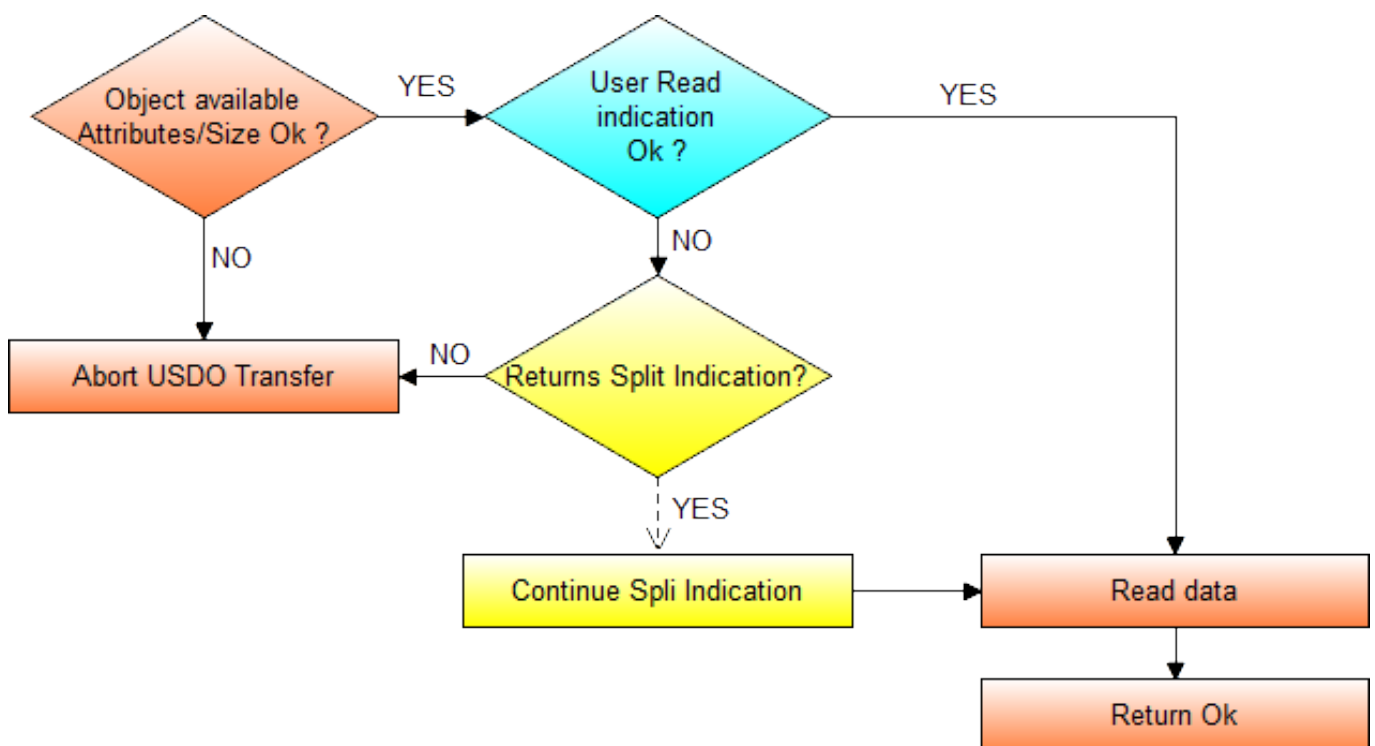 Object available
Attributes/Size Ok ?
YES
User Read
indication
Ok ?
YES
NO
NO
Abort USDO Transfer
NO
Returns Split Indication?
YES
Continue Spli Indication
Read data
Return Ok